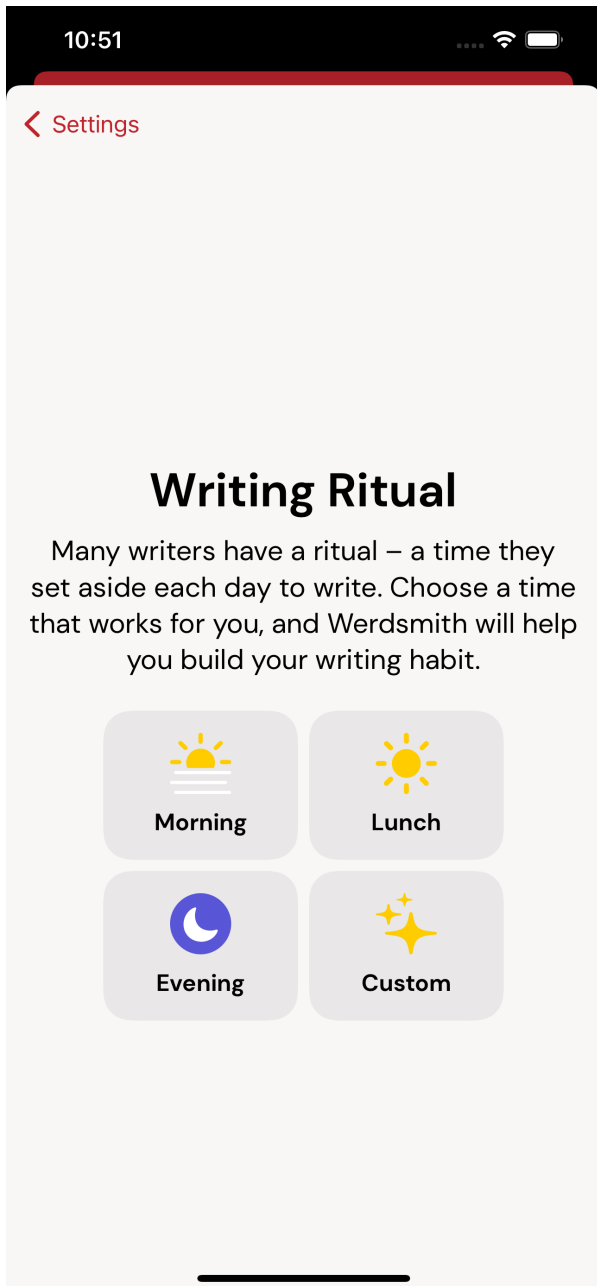 10:51
Settings
Writing Ritual
Many writers have a ritual – a time they
set aside each day to write. Choose a time
that works for you, and Werdsmith will help
you build your writing habit.
Morning
Lunch
Evening
Custom